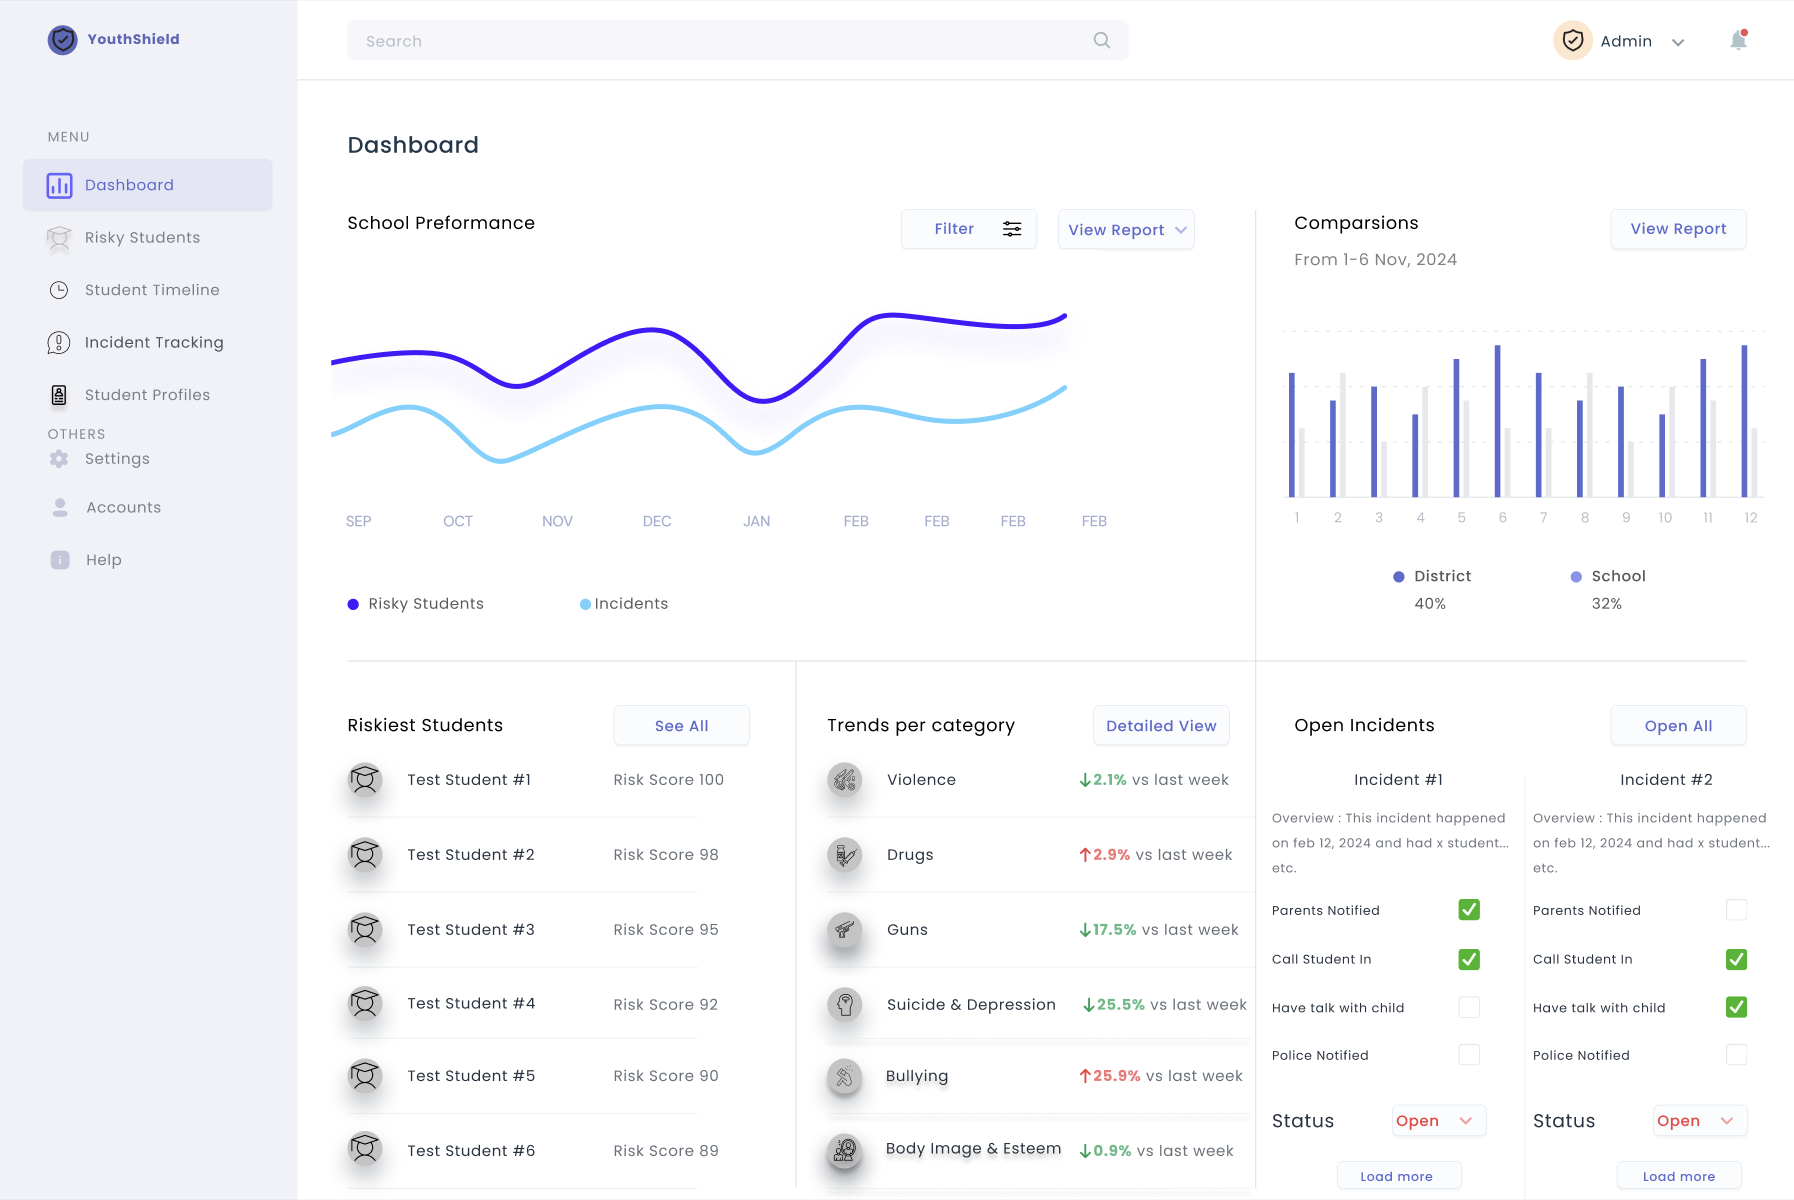 YouthShield
Search
Admin
MENU
Dashboard
Risky Students
Student Timeline
Incident Tracking
Student Profiles
OTHERS
Settings
Accounts
Help
Dashboard
School Preformance
Filter
View Report
SEP OCT NOV DEC JAN FEB FEB FEB FEB
Risky Students
Incidents
Comparsions
View Report
From 1-6 Nov, 2024
1 2 3 4 5 6 7 8 9 10 11 12
District
School
40%
32%
Riskiest Students
See All
Test Student #1 Risk Score 100
Test Student #2 Risk Score 98
Test Student #3 Risk Score 95
Test Student #4 Risk Score 92
Test Student #5 Risk Score 90
Test Student #6 Risk Score 89
Trends per category
Detailed View
Violence ↓2.1% vs last week
Drugs ↑2.9% vs last week
Guns ↓17.5% vs last week
Suicide & Depression ↓25.5% vs last week
Bullying ↑25.9% vs last week
Body Image & Esteem ↓0.9% vs last week
Open Incidents
Open All
Incident #1
Overview : This incident happened
on feb 12, 2024 and had x student...
etc.
Parents Notified
Call Student In
Have talk with child
Police Notified
Status Open
Load more
Incident #2
Overview : This incident happened
on feb 12, 2024 and had x student...
etc.
Parents Notified
Call Student In
Have talk with child
Police Notified
Status Open
Load more